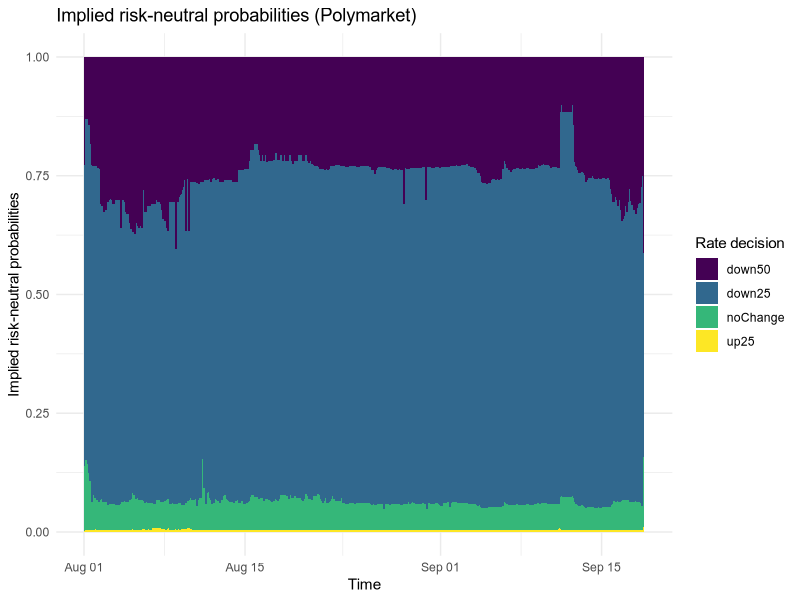 Implied risk-neutral probabilities (Polymarket)
Implied risk-neutral probabilities
1.00
0.75
0.50
0.25
0.00
Aug 01
Aug 15
Sep 01
Sep 15
Time
Rate decision
down50
down25
noChange
up25